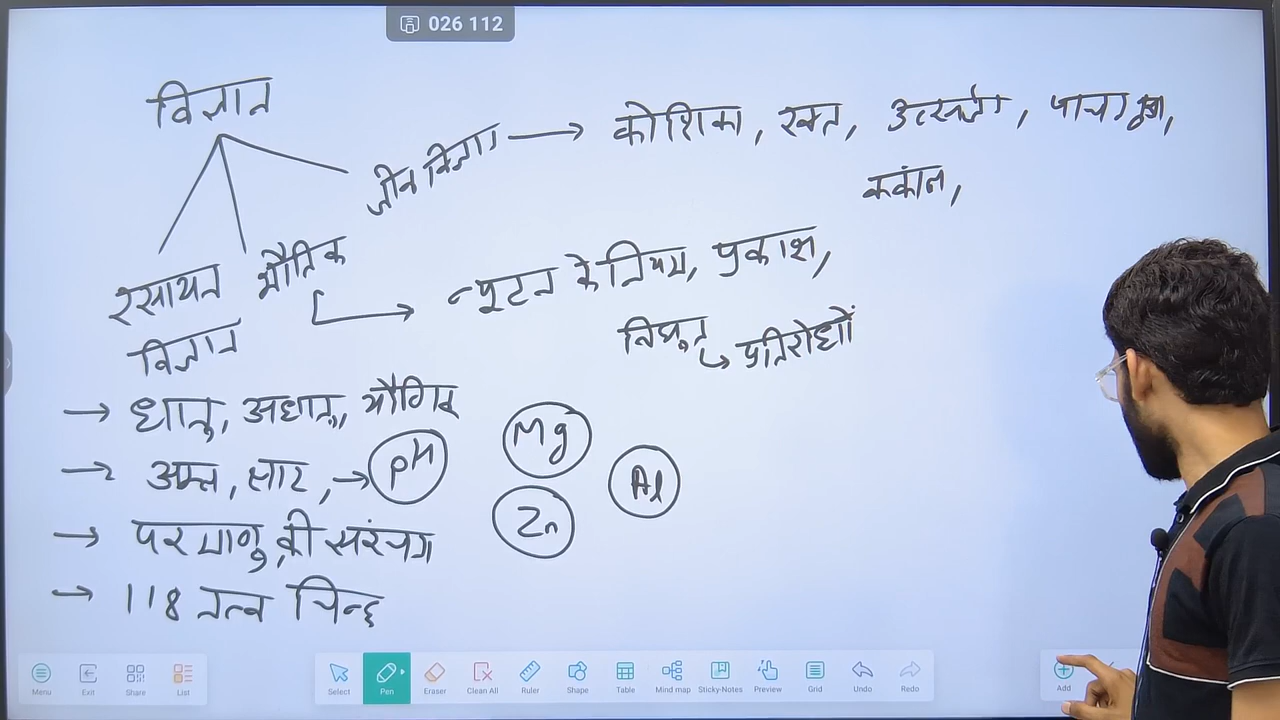 026 112
विज्ञान
जीव विज्ञान → कोशिका, रक्त, उत्सर्जन, पाचन
कंकाल,
रसायन भौतिक
विज्ञान
→ न्यूटन के नियम, प्रकाश,
विद्युत ↳ प्रतिरोधों
→ धातु, अधातु, यौगिक
→ अम्ल, क्षार, → pH
Mg
Al
Zn
→ परमाणु की संरचना
→ 118 तत्व चिन्ह
Menu Exit Share List Select Pen Eraser Clean All Ruler Shape Table Mind map Sticky-Notes Preview Grid Undo Redo Add